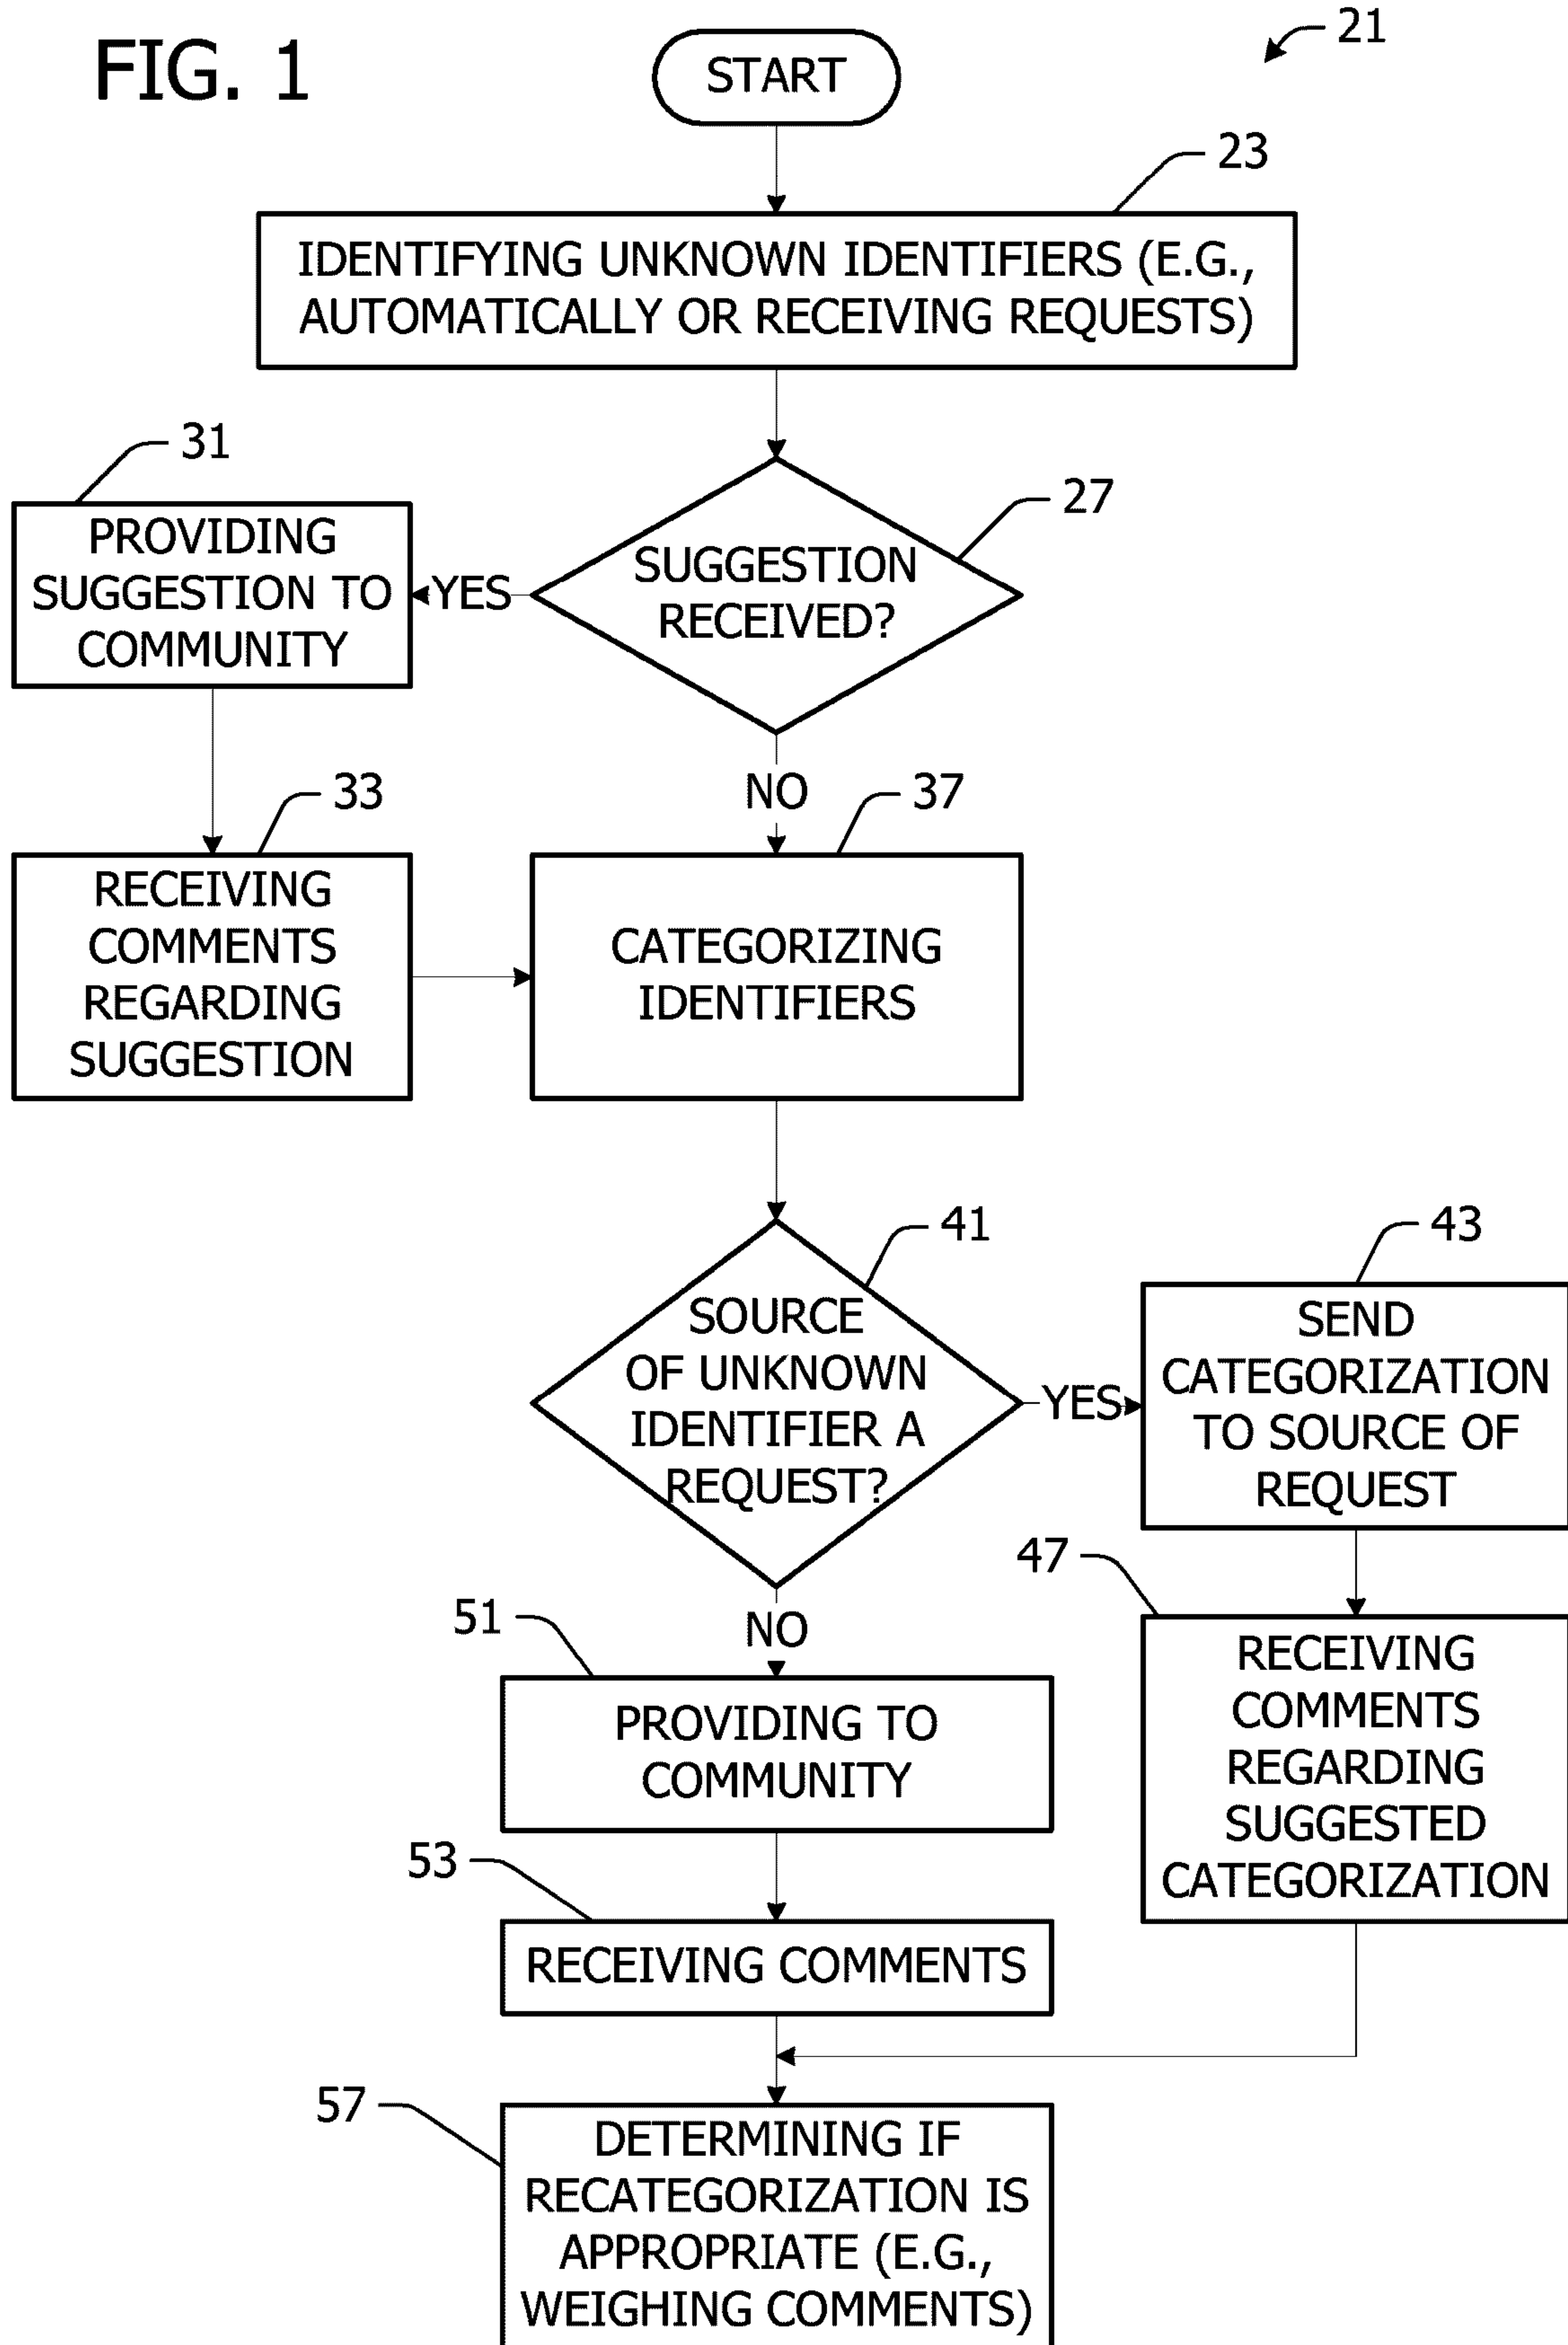 FIG. 1
START
21
23
IDENTIFYING UNKNOWN IDENTIFIERS (E.G.,
AUTOMATICALLY OR RECEIVING REQUESTS)
31
PROVIDING
SUGGESTION TO
COMMUNITY
YES
27
SUGGESTION
RECEIVED?
NO
33
RECEIVING
COMMENTS
REGARDING
SUGGESTION
37
CATEGORIZING
IDENTIFIERS
41
SOURCE
OF UNKNOWN
IDENTIFIER A
REQUEST?
YES
43
SEND
CATEGORIZATION
TO SOURCE OF
REQUEST
47
RECEIVING
COMMENTS
REGARDING
SUGGESTED
CATEGORIZATION
NO
51
PROVIDING TO
COMMUNITY
53
RECEIVING COMMENTS
57
DETERMINING IF
RECATEGORIZATION IS
APPROPRIATE (E.G.,
WEIGHING COMMENTS)